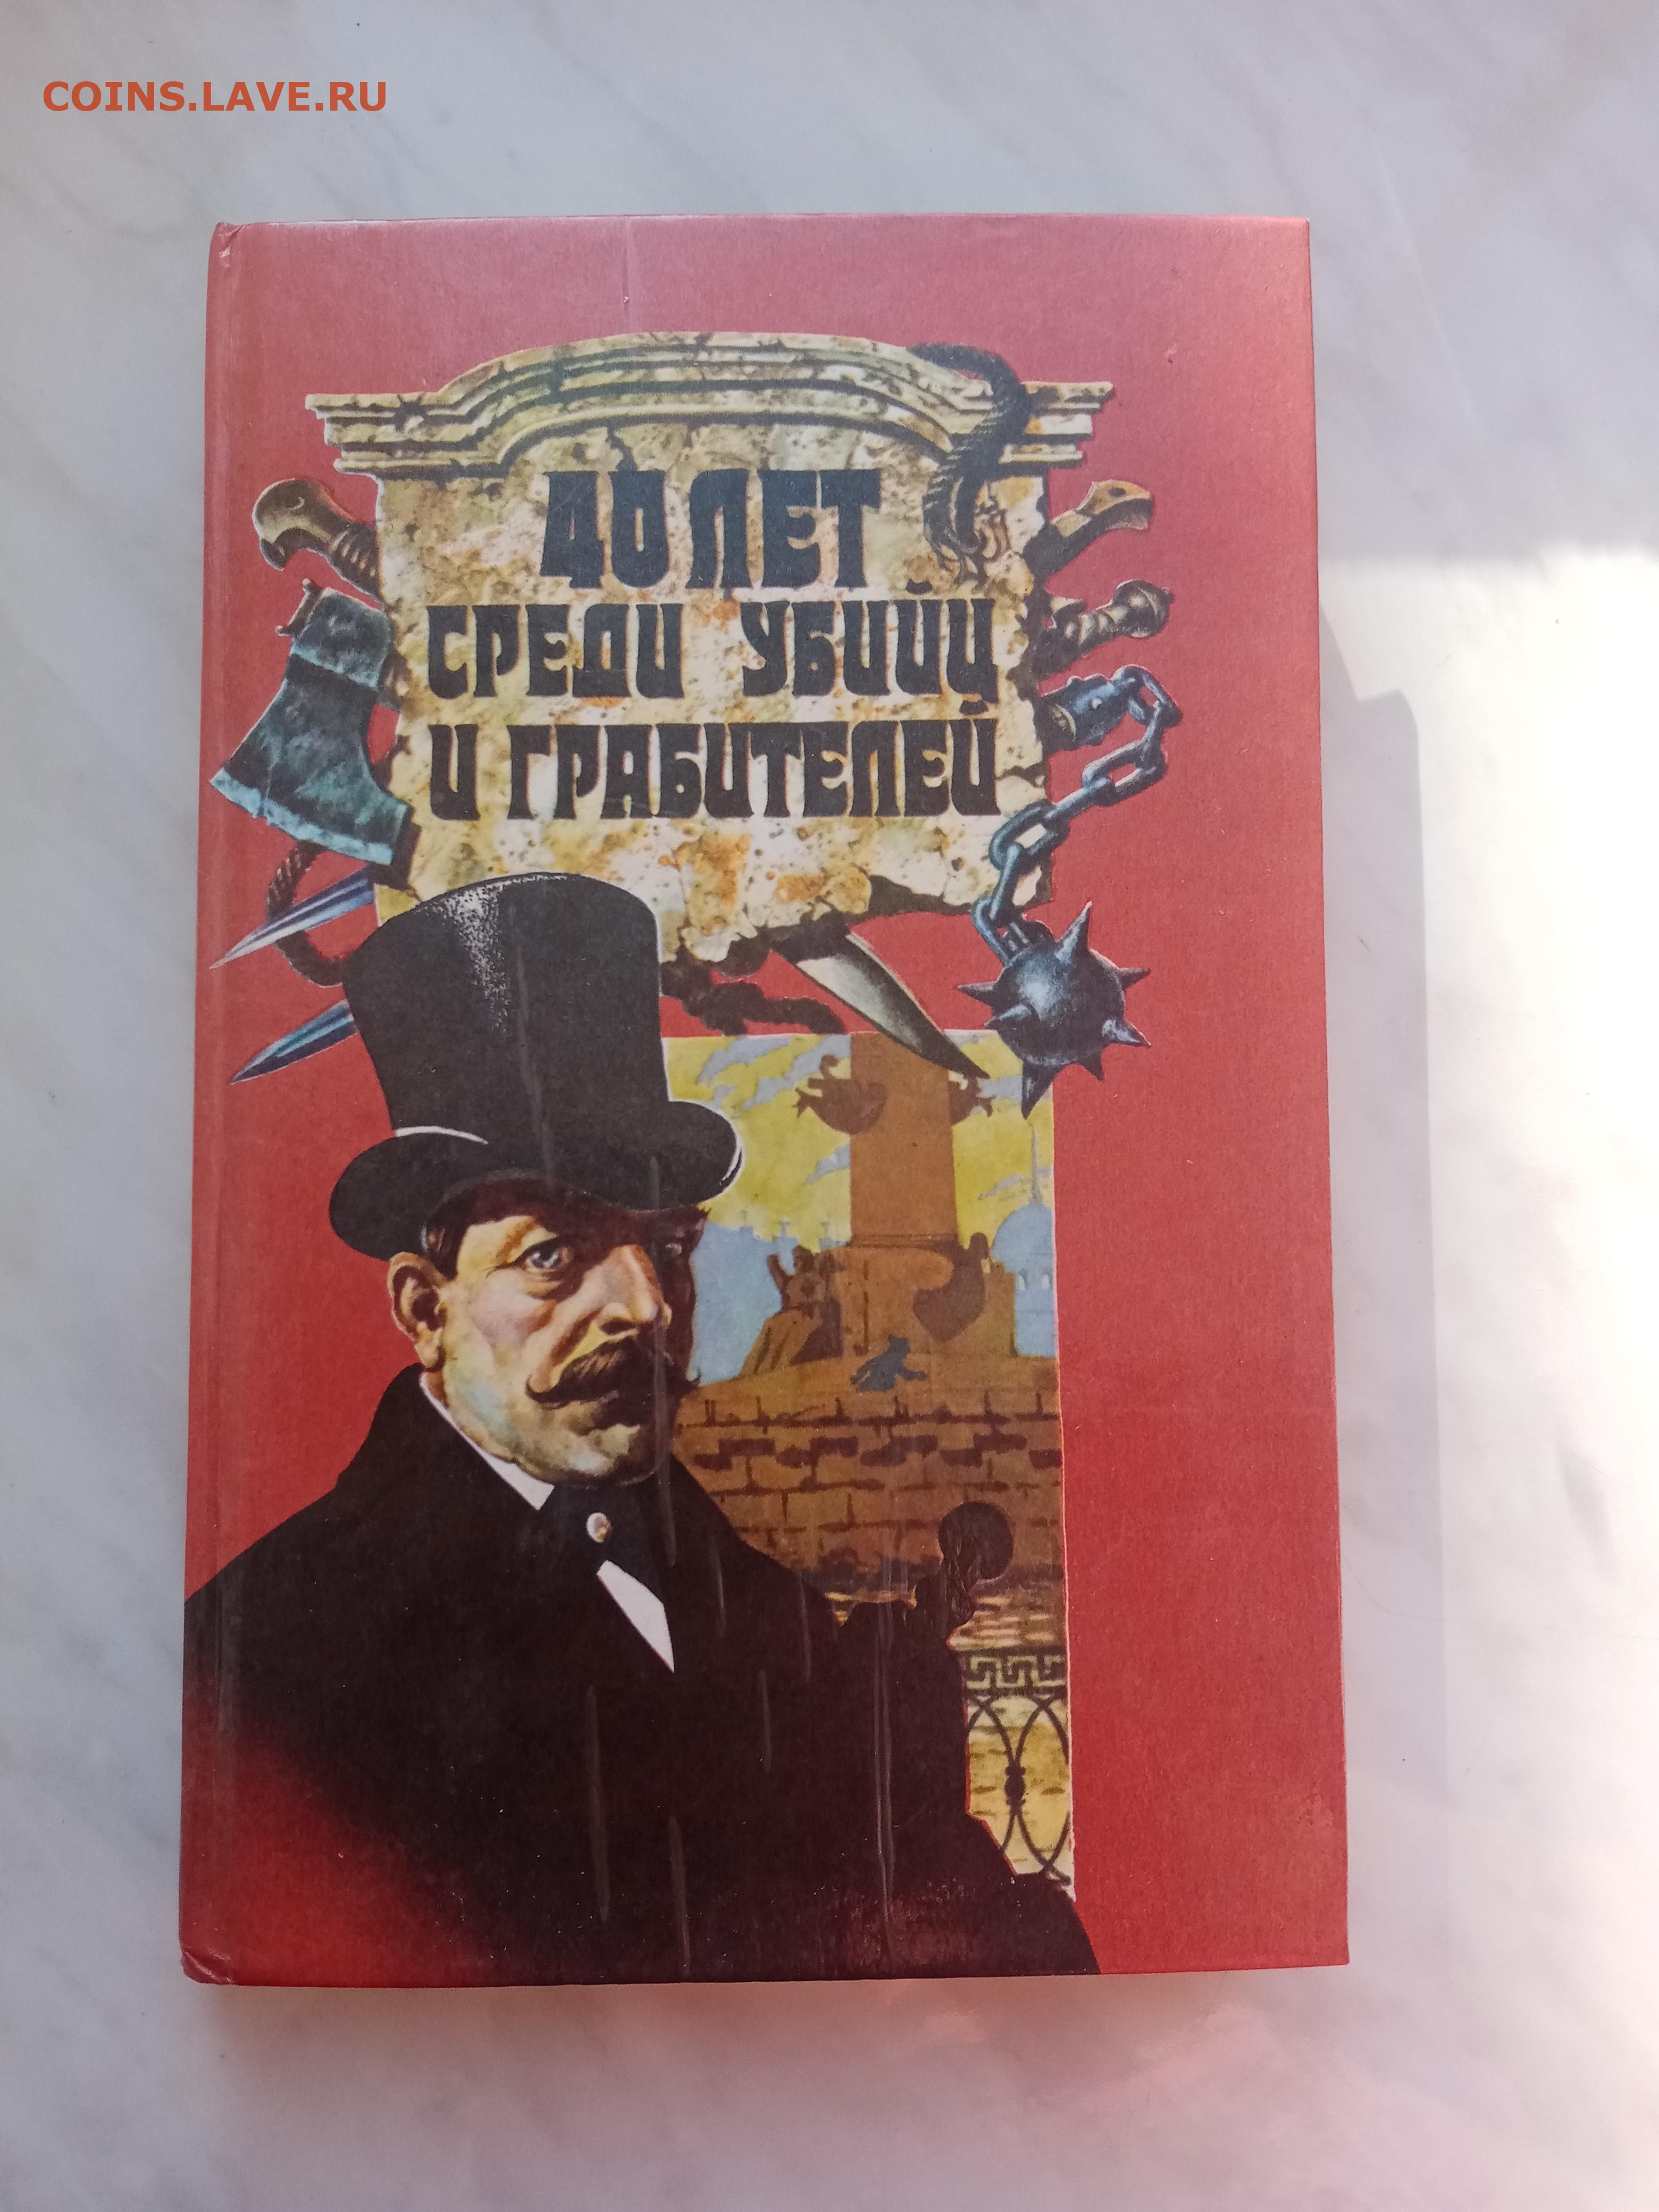 COINS.LAVE.RU
40 ЛЕТ
СРЕДИ УБИЙЦ
И ГРАБИТЕЛЕЙ